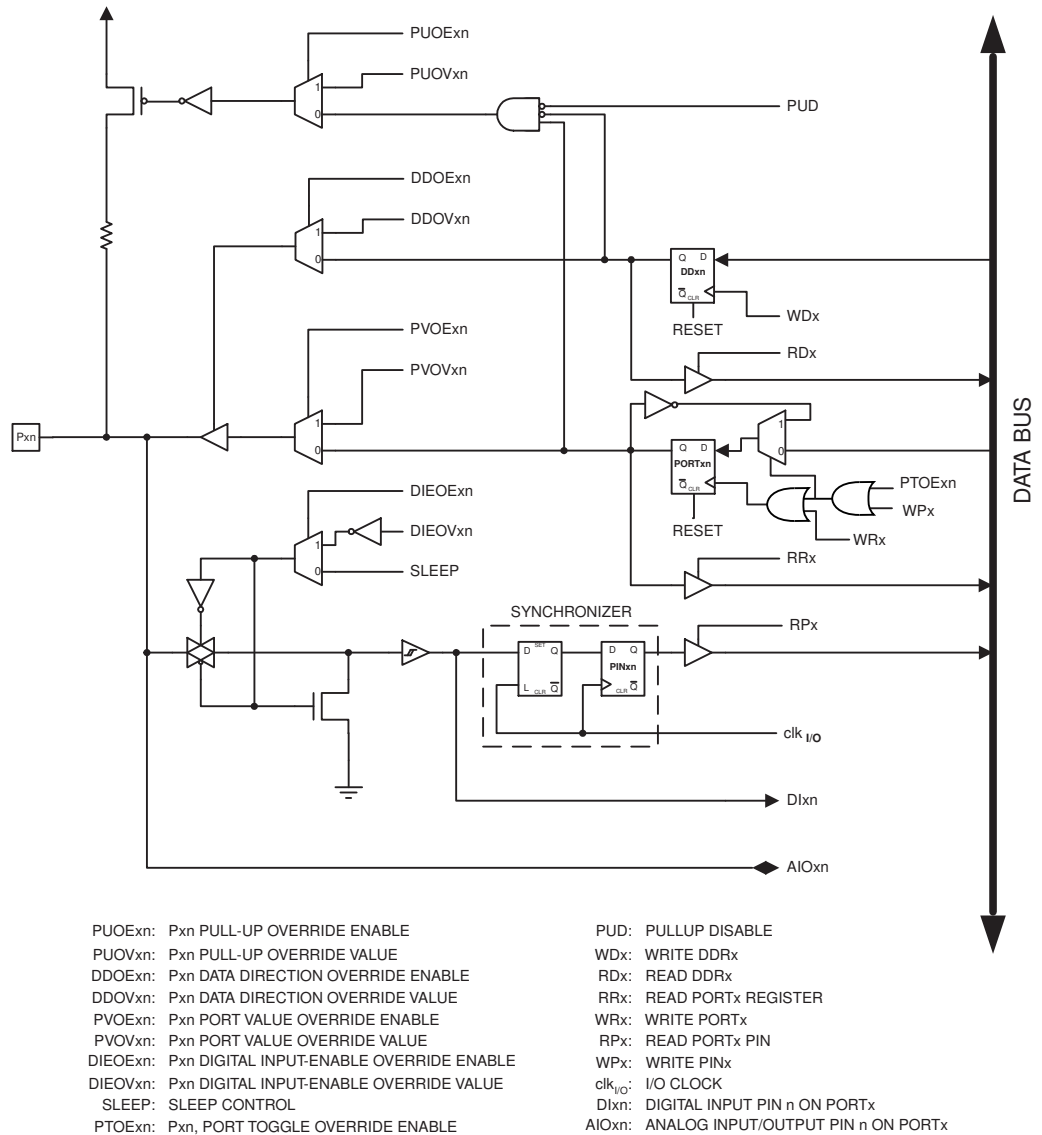 PUOExn
PUOVxn
1
0
PUD
DDOExn
DDOVxn
1
0
Q D
DDxn
Q CLR
WDx
RESET
RDx
PVOExn
PVOVxn
1
0
Pxn
1
0
Q D
PORTxn
Q CLR
PTOExn
WPx
RESET
WRx
RRx
DIEOExn
DIEOVxn
1
0
SLEEP
SYNCHRONIZER
RPx
D SET Q
L CLR Q
D Q
PINxn
CLR Q
clk I/O
DIxn
AIOxn
DATA BUS
PUOExn: Pxn PULL-UP OVERRIDE ENABLE
PUOVxn: Pxn PULL-UP OVERRIDE VALUE
DDOExn: Pxn DATA DIRECTION OVERRIDE ENABLE
DDOVxn: Pxn DATA DIRECTION OVERRIDE VALUE
PVOExn: Pxn PORT VALUE OVERRIDE ENABLE
PVOVxn: Pxn PORT VALUE OVERRIDE VALUE
DIEOExn: Pxn DIGITAL INPUT-ENABLE OVERRIDE ENABLE
DIEOVxn: Pxn DIGITAL INPUT-ENABLE OVERRIDE VALUE
SLEEP: SLEEP CONTROL
PTOExn: Pxn, PORT TOGGLE OVERRIDE ENABLE
PUD: PULLUP DISABLE
WDx: WRITE DDRx
RDx: READ DDRx
RRx: READ PORTx REGISTER
WRx: WRITE PORTx
RPx: READ PORTx PIN
WPx: WRITE PINx
clkI/O: I/O CLOCK
DIxn: DIGITAL INPUT PIN n ON PORTx
AIOxn: ANALOG INPUT/OUTPUT PIN n ON PORTx